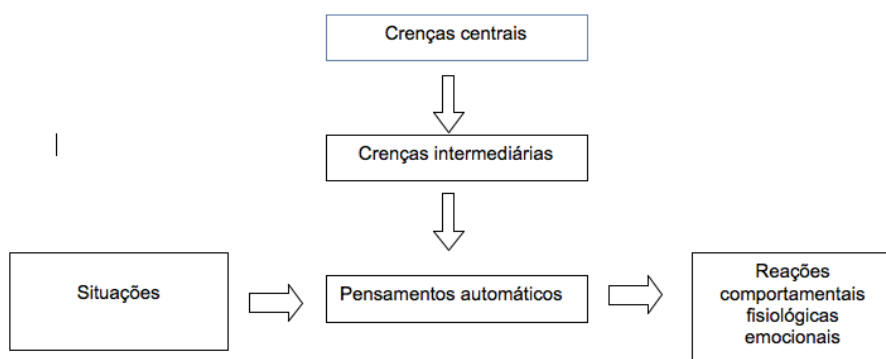 Crenças centrais
Crenças intermediárias
Situações
Pensamentos automáticos
Reações
comportamentais
fisiológicas
emocionais